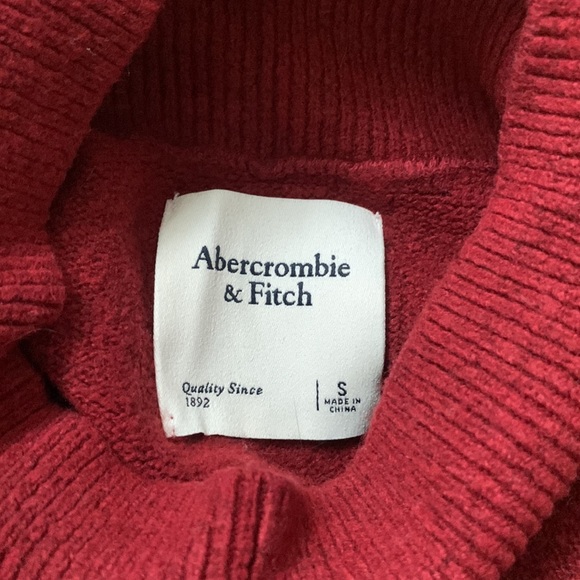 Abercrombie
& Fitch
Quality Since
1892
S
MADE IN
CHINA